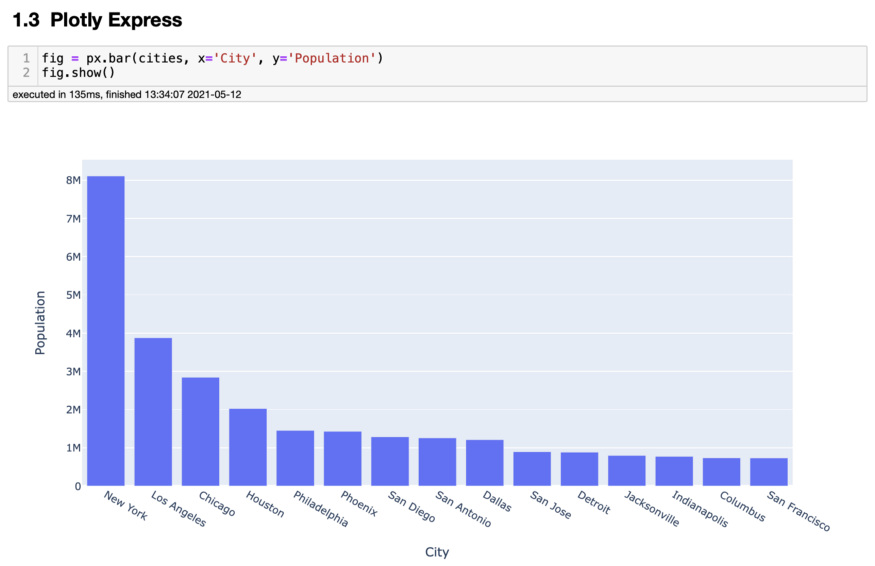 1.3 Plotly Express
1 fig = px.bar(cities, x='City', y='Population')
2 fig.show()
executed in 135ms, finished 13:34:07 2021-05-12
8M
7M
6M
5M
4M
3M
2M
1M
0
Population
New York
Los Angeles
Chicago
Houston
Philadelphia
Phoenix
San Diego
San Antonio
Dallas
San Jose
Detroit
Jacksonville
Indianapolis
Columbus
San Francisco
City